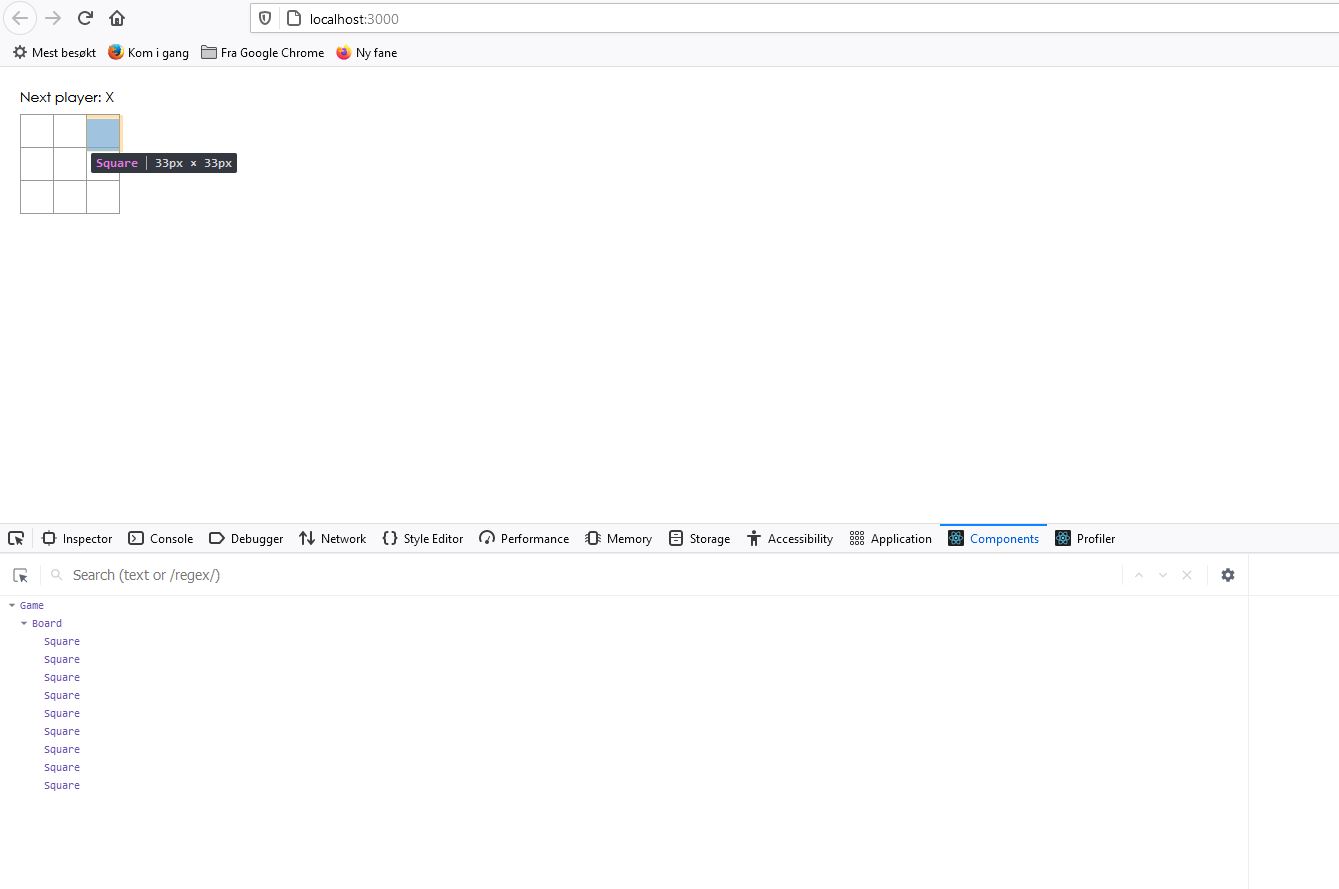 localhost:3000
Mest besøkt Kom i gang Fra Google Chrome Ny fane
Next player: X
Square | 33px × 33px
Inspector Console Debugger Network Style Editor Performance Memory Storage Accessibility Application Components Profiler
Search (text or /regex/)
Game
Board
Square
Square
Square
Square
Square
Square
Square
Square
Square